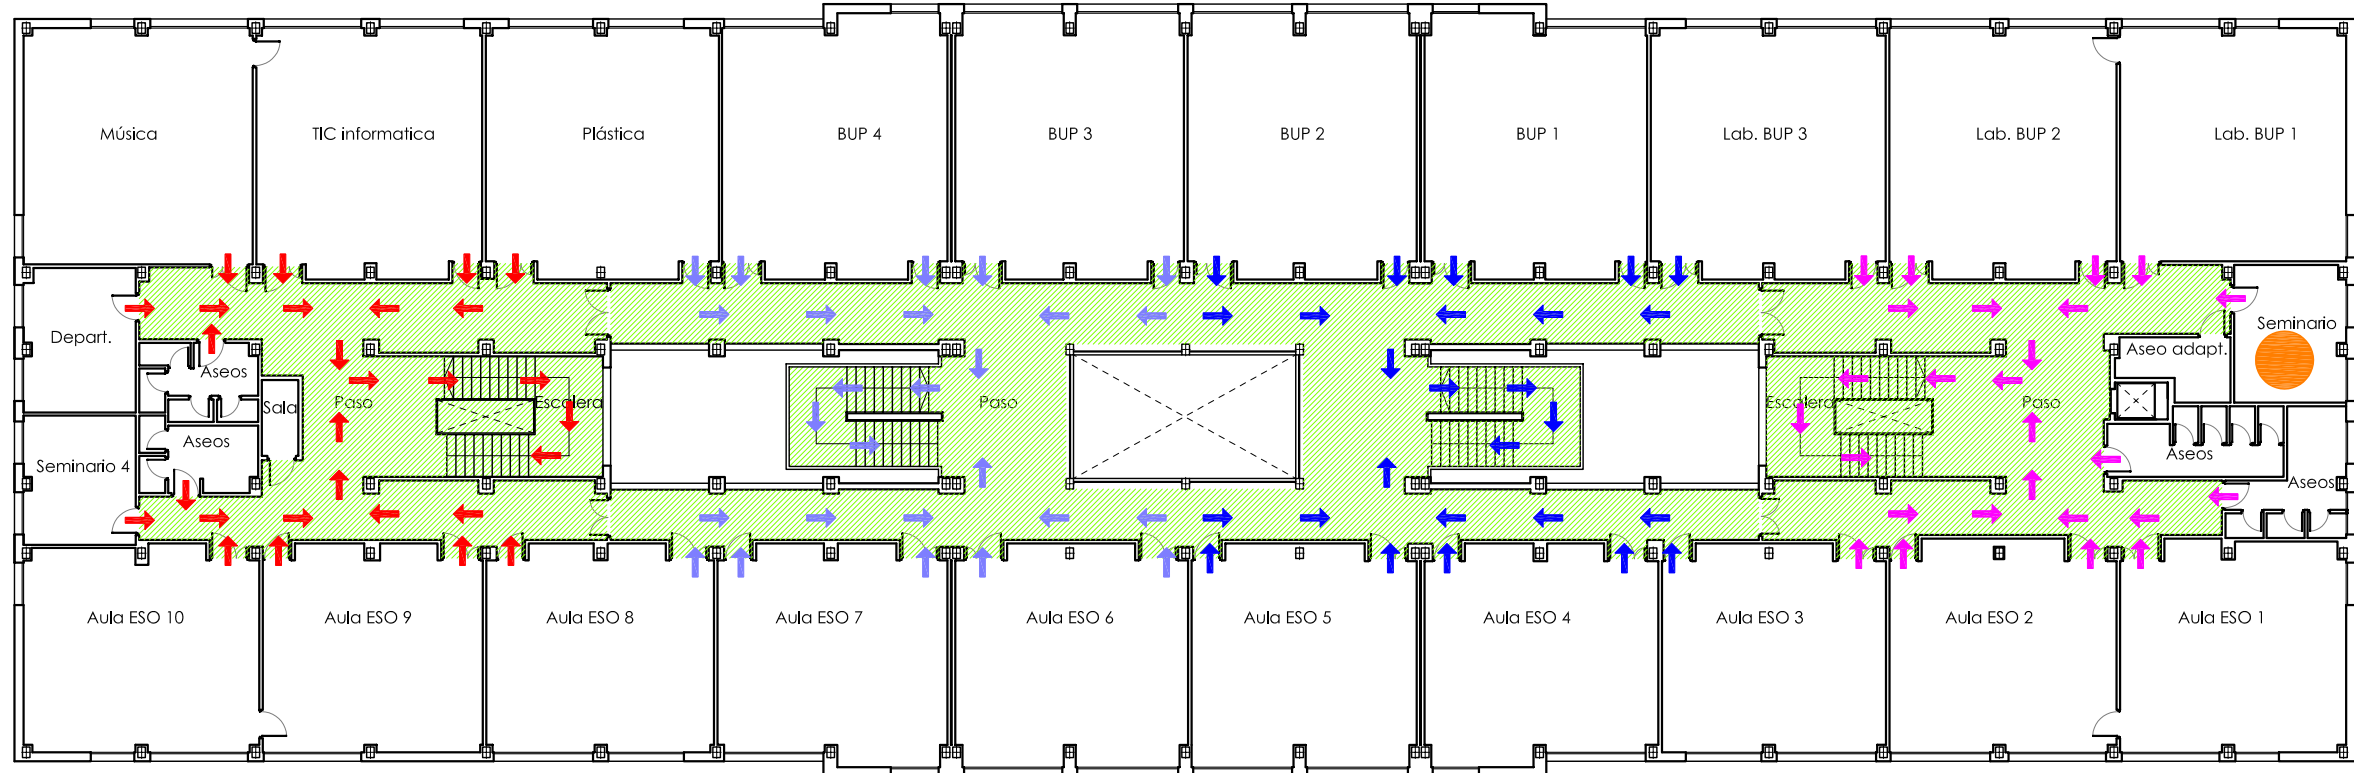 Música
TIC informatica
Plástica
BUP 4
BUP 3
BUP 2
BUP 1
Lab. BUP 3
Lab. BUP 2
Lab. BUP 1
Depart.
Seminario
Aseo adapt.
Aseos
Sala
Paso
Escalera
Paso
Escalera
Paso
Aseos
Aseos
Seminario 4
Aseos
Aula ESO 10
Aula ESO 9
Aula ESO 8
Aula ESO 7
Aula ESO 6
Aula ESO 5
Aula ESO 4
Aula ESO 3
Aula ESO 2
Aula ESO 1